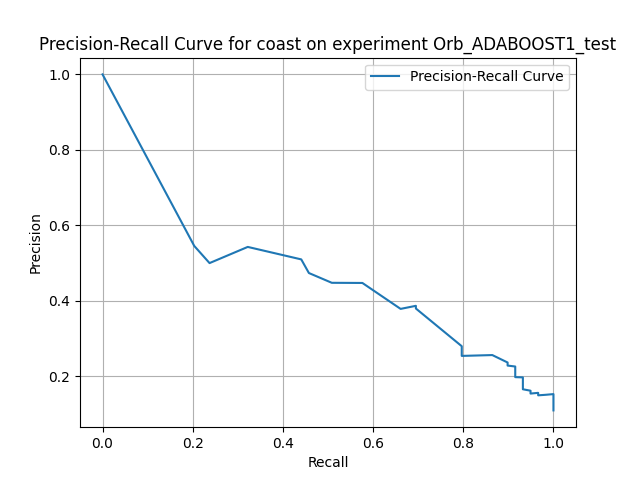 Precision-Recall Curve for coast on experiment Orb_ADABOOST1_test
Precision-Recall Curve
1.0
0.8
0.6
0.4
0.2
Precision
0.0
0.2
0.4
0.6
0.8
1.0
Recall